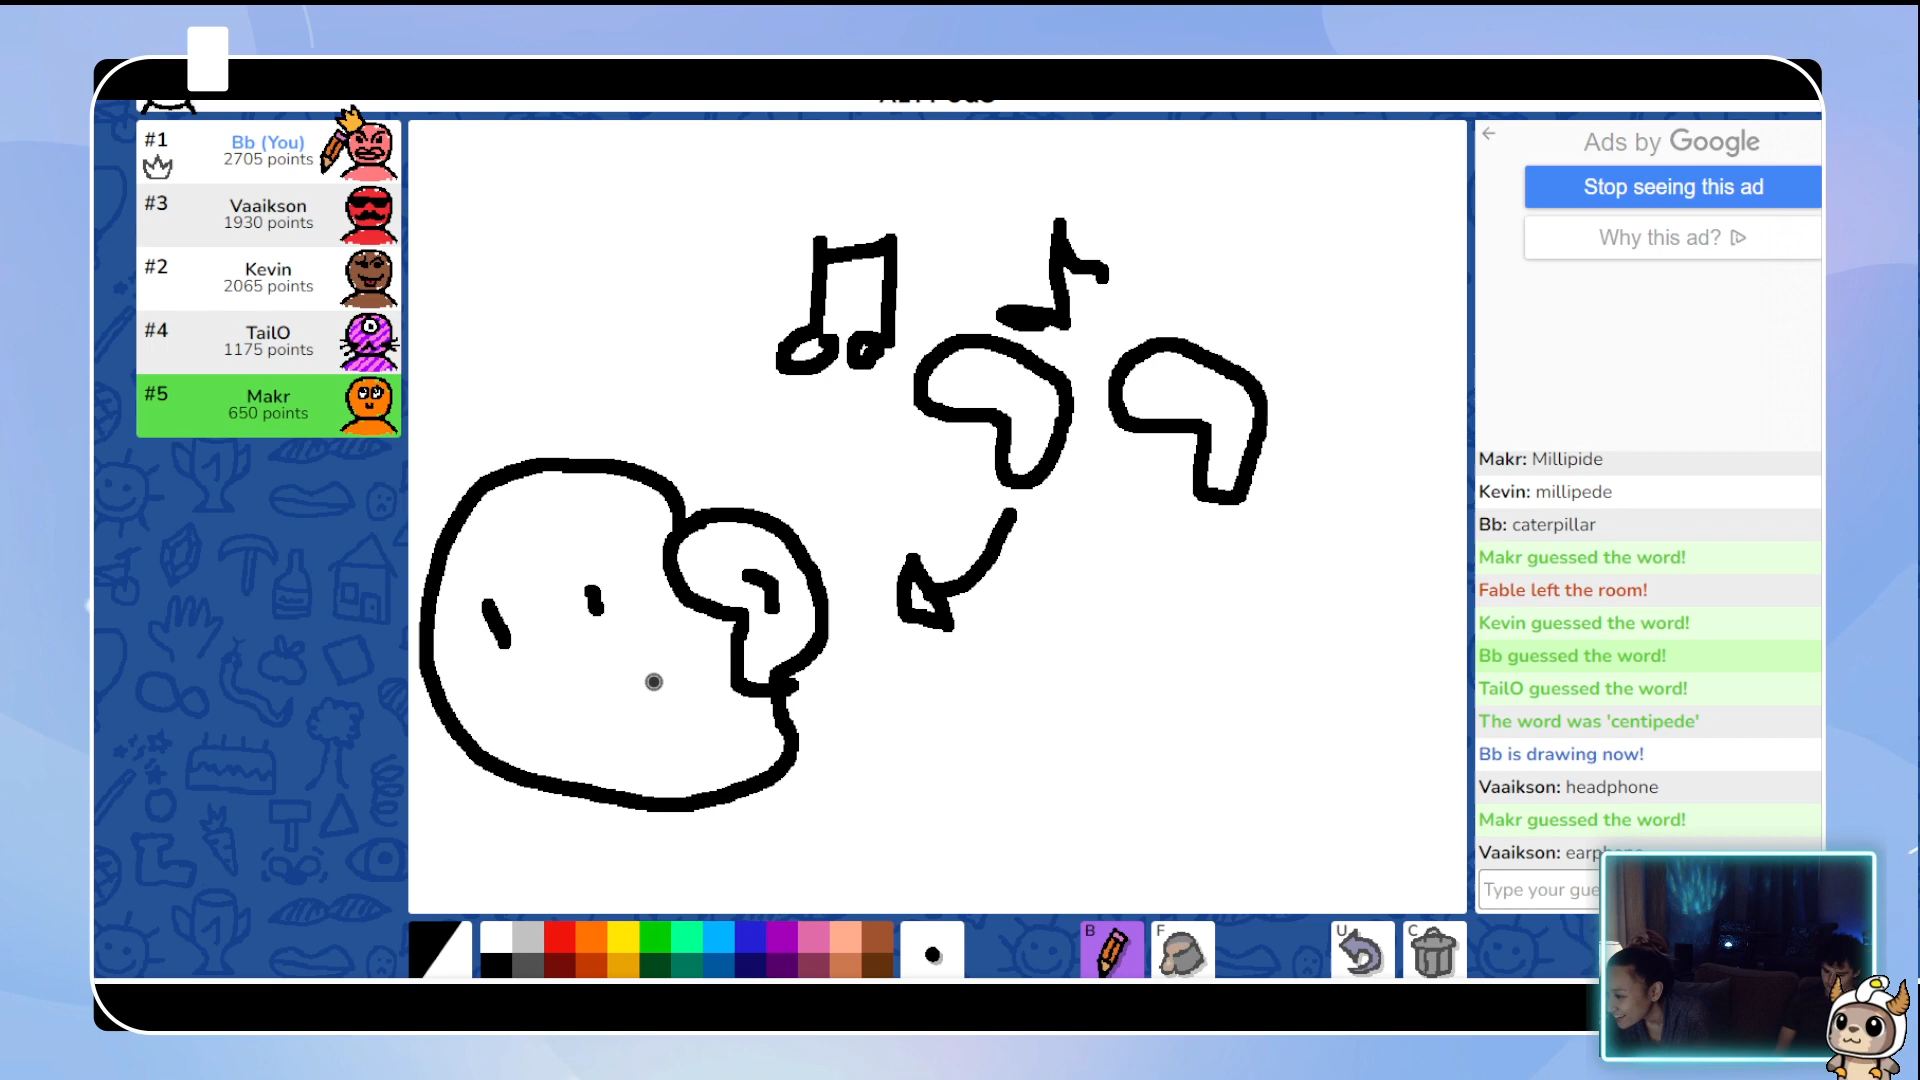 #1
Bb (You)
2705 points
#3
Vaaikson
1930 points
#2
Kevin
2065 points
#4
TailO
1175 points
#5
Makr
650 points
Ads by Google
Stop seeing this ad
Why this ad?
Makr: Millipide
Kevin: millipede
Bb: caterpillar
Makr guessed the word!
Fable left the room!
Kevin guessed the word!
Bb guessed the word!
TailO guessed the word!
The word was 'centipede'
Bb is drawing now!
Vaaikson: headphone
Makr guessed the word!
Vaaikson: earphone
Type your gue
B
F
U
C